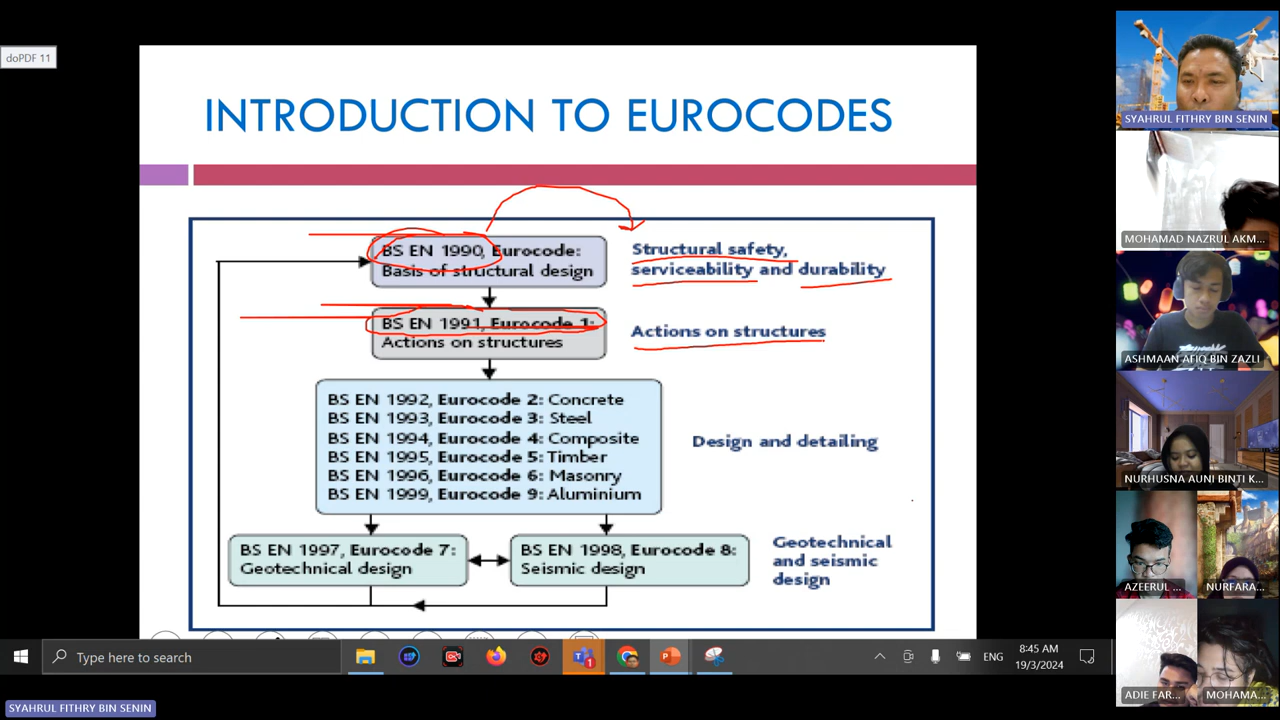 doPDF 11
INTRODUCTION TO EUROCODES
BS EN 1990, Eurocode:
Basis of structural design
Structural safety,
serviceability and durability
BS EN 1991, Eurocode 1:
Actions on structures
Actions on structures
BS EN 1992, Eurocode 2: Concrete
BS EN 1993, Eurocode 3: Steel
BS EN 1994, Eurocode 4: Composite
BS EN 1995, Eurocode 5: Timber
BS EN 1996, Eurocode 6: Masonry
BS EN 1999, Eurocode 9: Aluminium
Design and detailing
BS EN 1997, Eurocode 7:
Geotechnical design
BS EN 1998, Eurocode 8:
Seismic design
Geotechnical
and seismic
design
SYAHRUL FITHRY BIN SENIN
MOHAMAD NAZRUL AKM...
ASHMAAN AFIQ BIN ZAZLI
NURHUSNA AUNI BINTI K...
AZEERUL ...
NURFARA...
ADIE FAR...
MOHAMA...
Type here to search
1
ENG
8:45 AM
19/3/2024
SYAHRUL FITHRY BIN SENIN